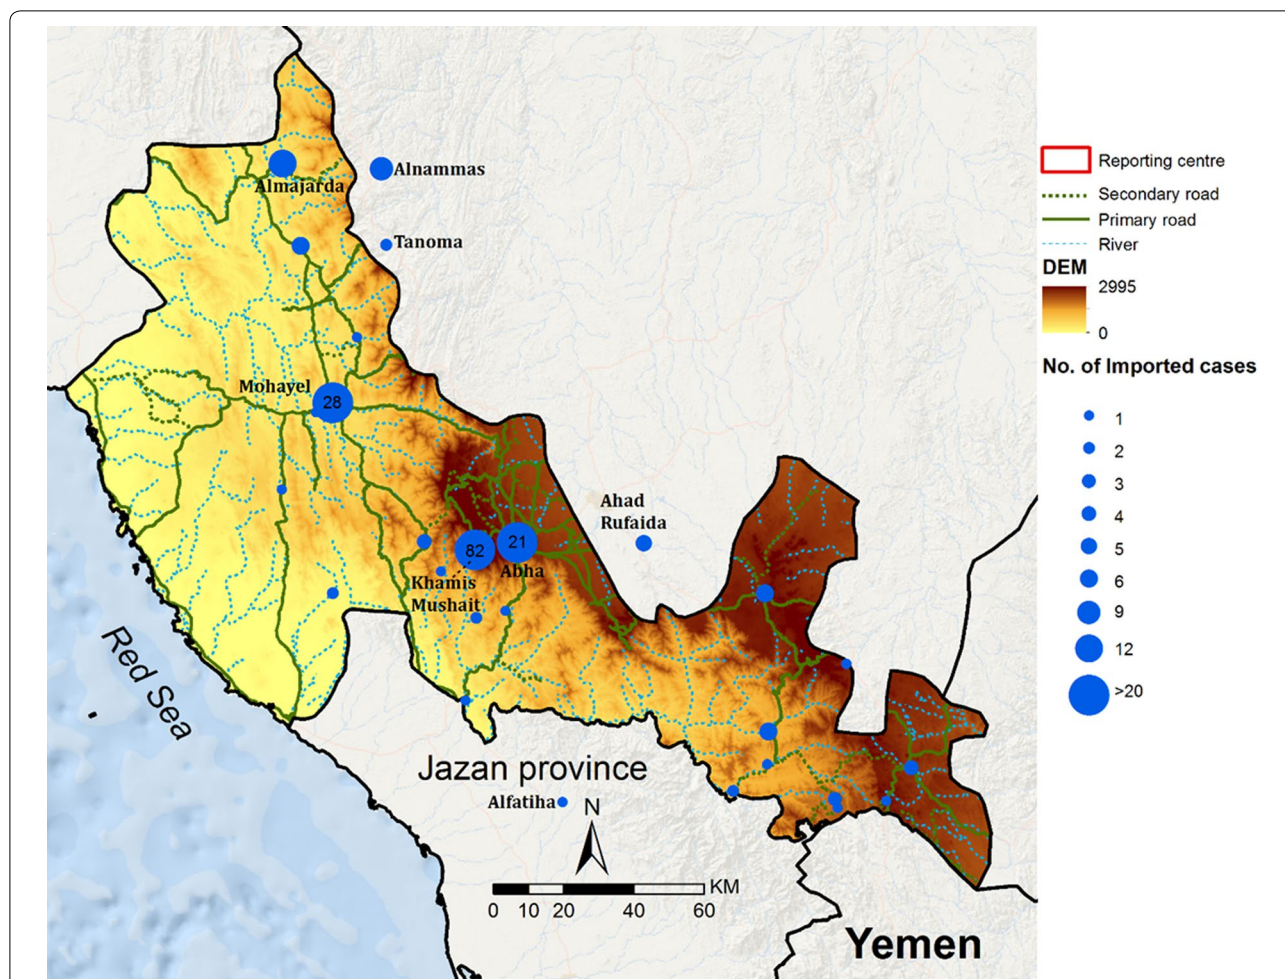 Alnammas
Almajarda
Tanoma
Mohayel
28
Ahad
Rufaida
82
21
Abha
Khamis
Mushait
Red Sea
Jazan province
Alfatiha
N
KM
0 10 20 40 60
Yemen
Reporting centre
Secondary road
Primary road
River
DEM
2995
0
No. of Imported cases
1
2
3
4
5
6
9
12
>20